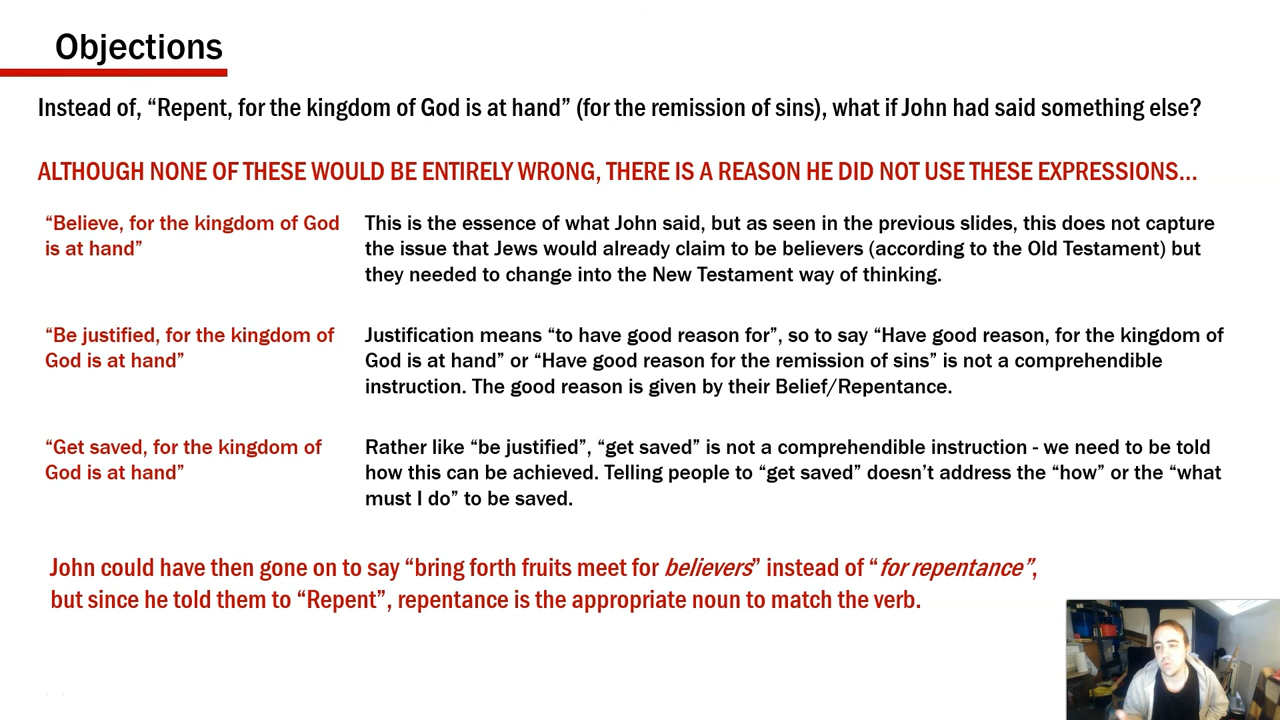 Objections
Instead of, “Repent, for the kingdom of God is at hand” (for the remission of sins), what if John had said something else?
ALTHOUGH NONE OF THESE WOULD BE ENTIRELY WRONG, THERE IS A REASON HE DID NOT USE THESE EXPRESSIONS...
“Believe, for the kingdom of God
is at hand”
This is the essence of what John said, but as seen in the previous slides, this does not capture
the issue that Jews would already claim to be believers (according to the Old Testament) but
they needed to change into the New Testament way of thinking.
“Be justified, for the kingdom of
God is at hand”
Justification means “to have good reason for”, so to say “Have good reason, for the kingdom of
God is at hand” or “Have good reason for the remission of sins” is not a comprehendible
instruction. The good reason is given by their Belief/Repentance.
“Get saved, for the kingdom of
God is at hand”
Rather like “be justified”, “get saved” is not a comprehendible instruction - we need to be told
how this can be achieved. Telling people to “get saved” doesn’t address the “how” or the “what
must I do” to be saved.
John could have then gone on to say “bring forth fruits meet for believers” instead of “for repentance”,
but since he told them to “Repent”, repentance is the appropriate noun to match the verb.